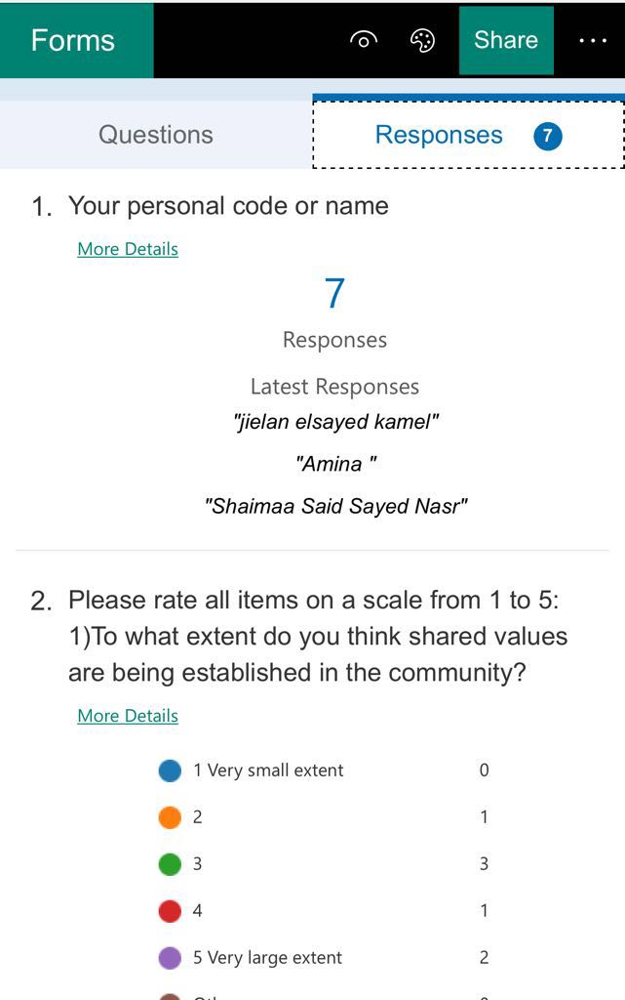 Forms
Share
Questions
Responses 7
1. Your personal code or name
More Details
7
Responses
Latest Responses
"jielan elsayed kamel"
"Amina "
"Shaimaa Said Sayed Nasr"
2. Please rate all items on a scale from 1 to 5:
1)To what extent do you think shared values
are being established in the community?
More Details
1 Very small extent 0
2 1
3 3
4 1
5 Very large extent 2